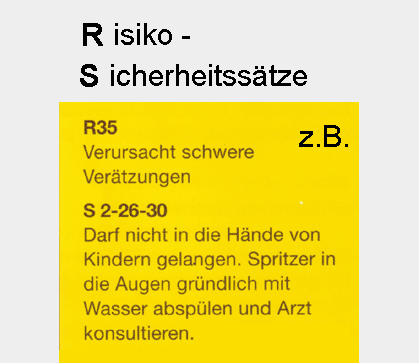 R isiko -
S icherheitssätze
z.B.
R35
Verursacht schwere
Verätzungen
S 2-26-30
Darf nicht in die Hände von
Kindern gelangen. Spritzer in
die Augen gründlich mit
Wasser abspülen und Arzt
konsultieren.